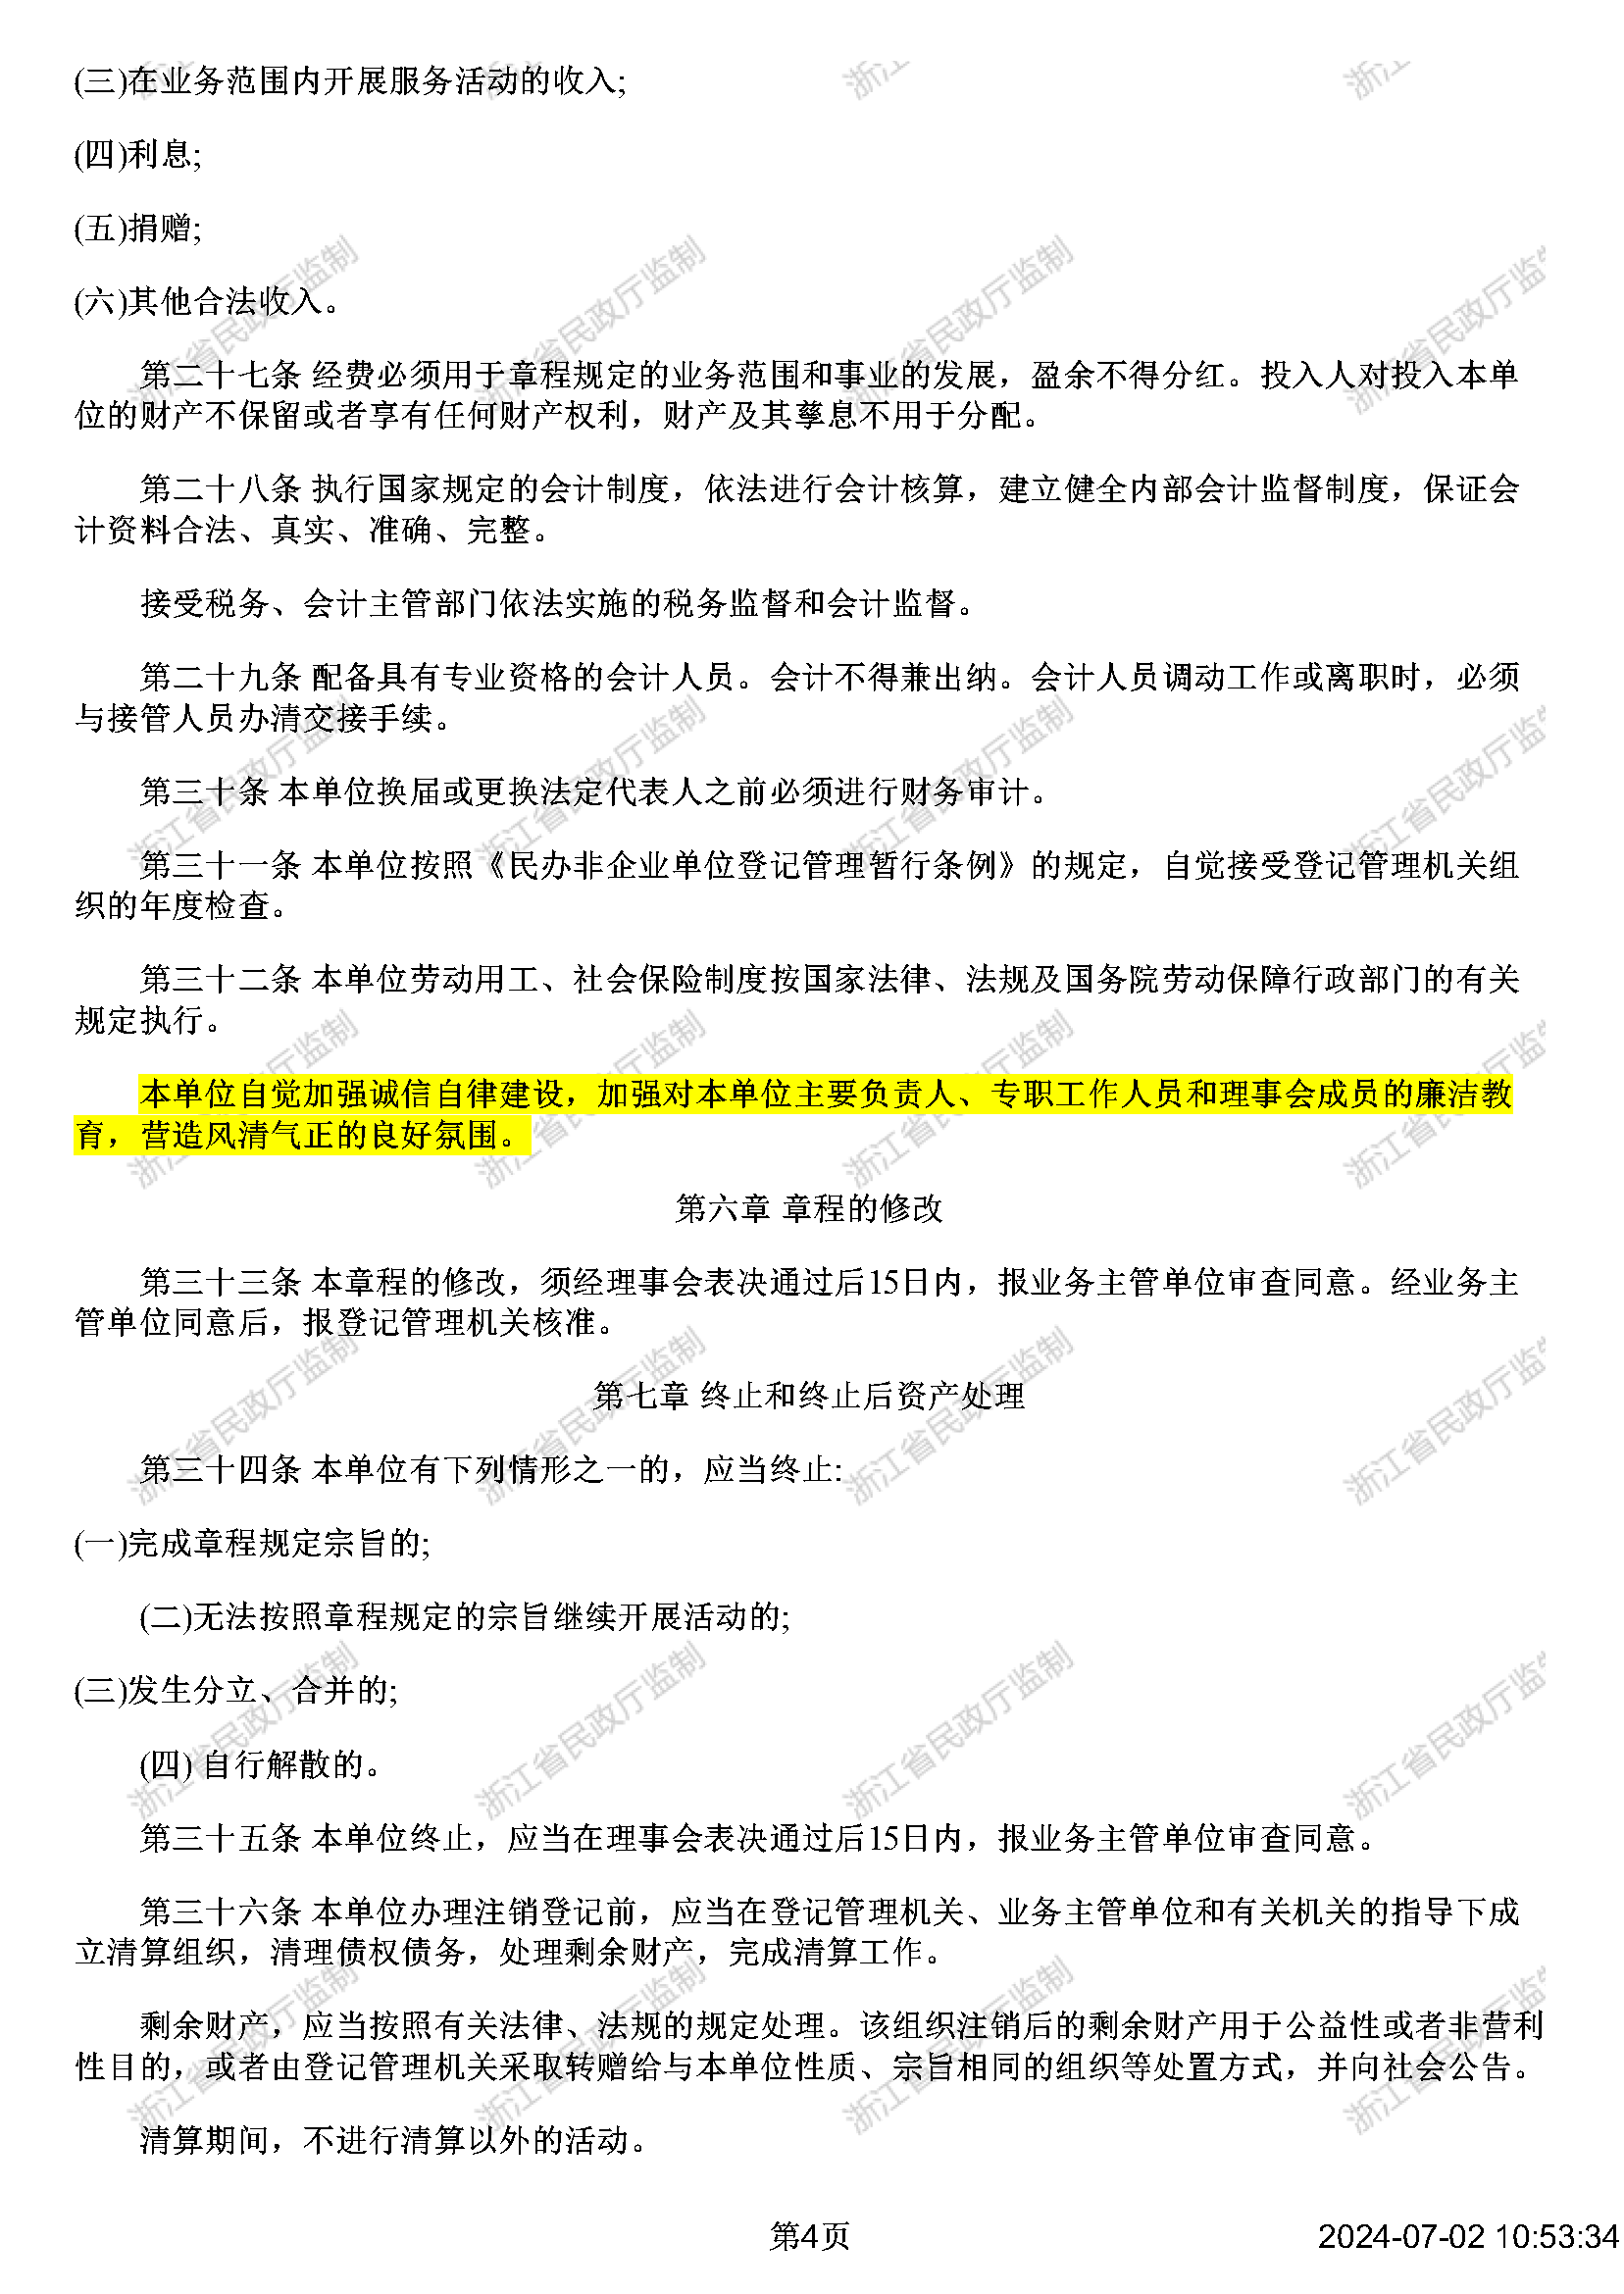 (三)在业务范围内开展服务活动的收入;
(四)利息;
(五)捐赠;
(六)其他合法收入。
第二十七条 经费必须用于章程规定的业务范围和事业的发展，盈余不得分红。投入人对投入本单
位的财产不保留或者享有任何财产权利，财产及其孳息不用于分配。
第二十八条 执行国家规定的会计制度，依法进行会计核算，建立健全内部会计监督制度，保证会
计资料合法、真实、准确、完整。
接受税务、会计主管部门依法实施的税务监督和会计监督。
第二十九条 配备具有专业资格的会计人员。会计不得兼出纳。会计人员调动工作或离职时，必须
与接管人员办清交接手续。
第三十条 本单位换届或更换法定代表人之前必须进行财务审计。
第三十一条 本单位按照《民办非企业单位登记管理暂行条例》的规定，自觉接受登记管理机关组
织的年度检查。
第三十二条 本单位劳动用工、社会保险制度按国家法律、法规及国务院劳动保障行政部门的有关
规定执行。
本单位自觉加强诚信自律建设，加强对本单位主要负责人、专职工作人员和理事会成员的廉洁教
育，营造风清气正的良好氛围。
第六章 章程的修改
第三十三条 本章程的修改，须经理事会表决通过后15日内，报业务主管单位审查同意。经业务主
管单位同意后，报登记管理机关核准。
第七章 终止和终止后资产处理
第三十四条 本单位有下列情形之一的，应当终止:
(一)完成章程规定宗旨的;
(二)无法按照章程规定的宗旨继续开展活动的;
(三)发生分立、合并的;
(四) 自行解散的。
第三十五条 本单位终止，应当在理事会表决通过后15日内，报业务主管单位审查同意。
第三十六条 本单位办理注销登记前，应当在登记管理机关、业务主管单位和有关机关的指导下成
立清算组织，清理债权债务，处理剩余财产，完成清算工作。
剩余财产，应当按照有关法律、法规的规定处理。该组织注销后的剩余财产用于公益性或者非营利
性目的，或者由登记管理机关采取转赠给与本单位性质、宗旨相同的组织等处置方式，并向社会公告。
清算期间，不进行清算以外的活动。
第4页
2024-07-02 10:53:34
浙江省民政厅监制